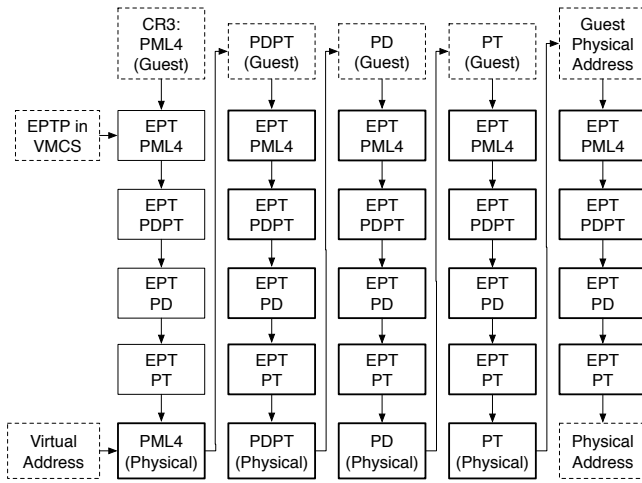 CR3:
PML4
(Guest)
PDPT
(Guest)
PD
(Guest)
PT
(Guest)
Guest
Physical
Address
EPTP in
VMCS
EPT
PML4
EPT
PML4
EPT
PML4
EPT
PML4
EPT
PML4
EPT
PDPT
EPT
PDPT
EPT
PDPT
EPT
PDPT
EPT
PDPT
EPT
PD
EPT
PD
EPT
PD
EPT
PD
EPT
PD
EPT
PT
EPT
PT
EPT
PT
EPT
PT
EPT
PT
Virtual
Address
PML4
(Physical)
PDPT
(Physical)
PD
(Physical)
PT
(Physical)
Physical
Address